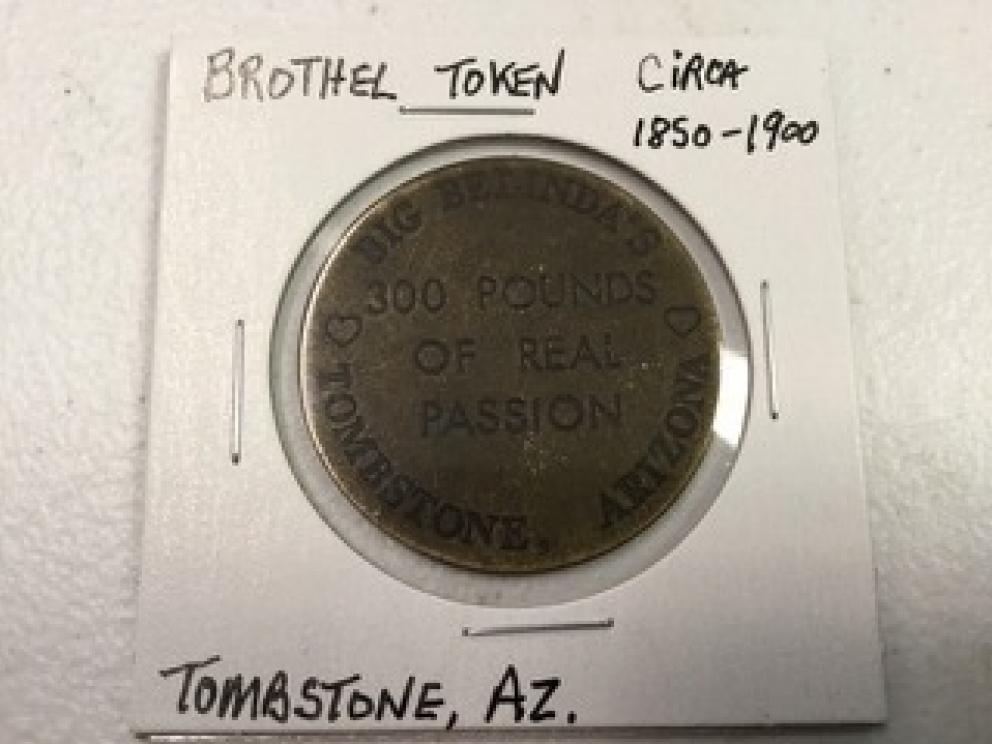 BROTHEL TOKEN CIRCA
1850-1900
BIG BELINDA'S
300 POUNDS
OF REAL
PASSION
TOMBSTONE, ARIZONA
TOMBSTONE, AZ.